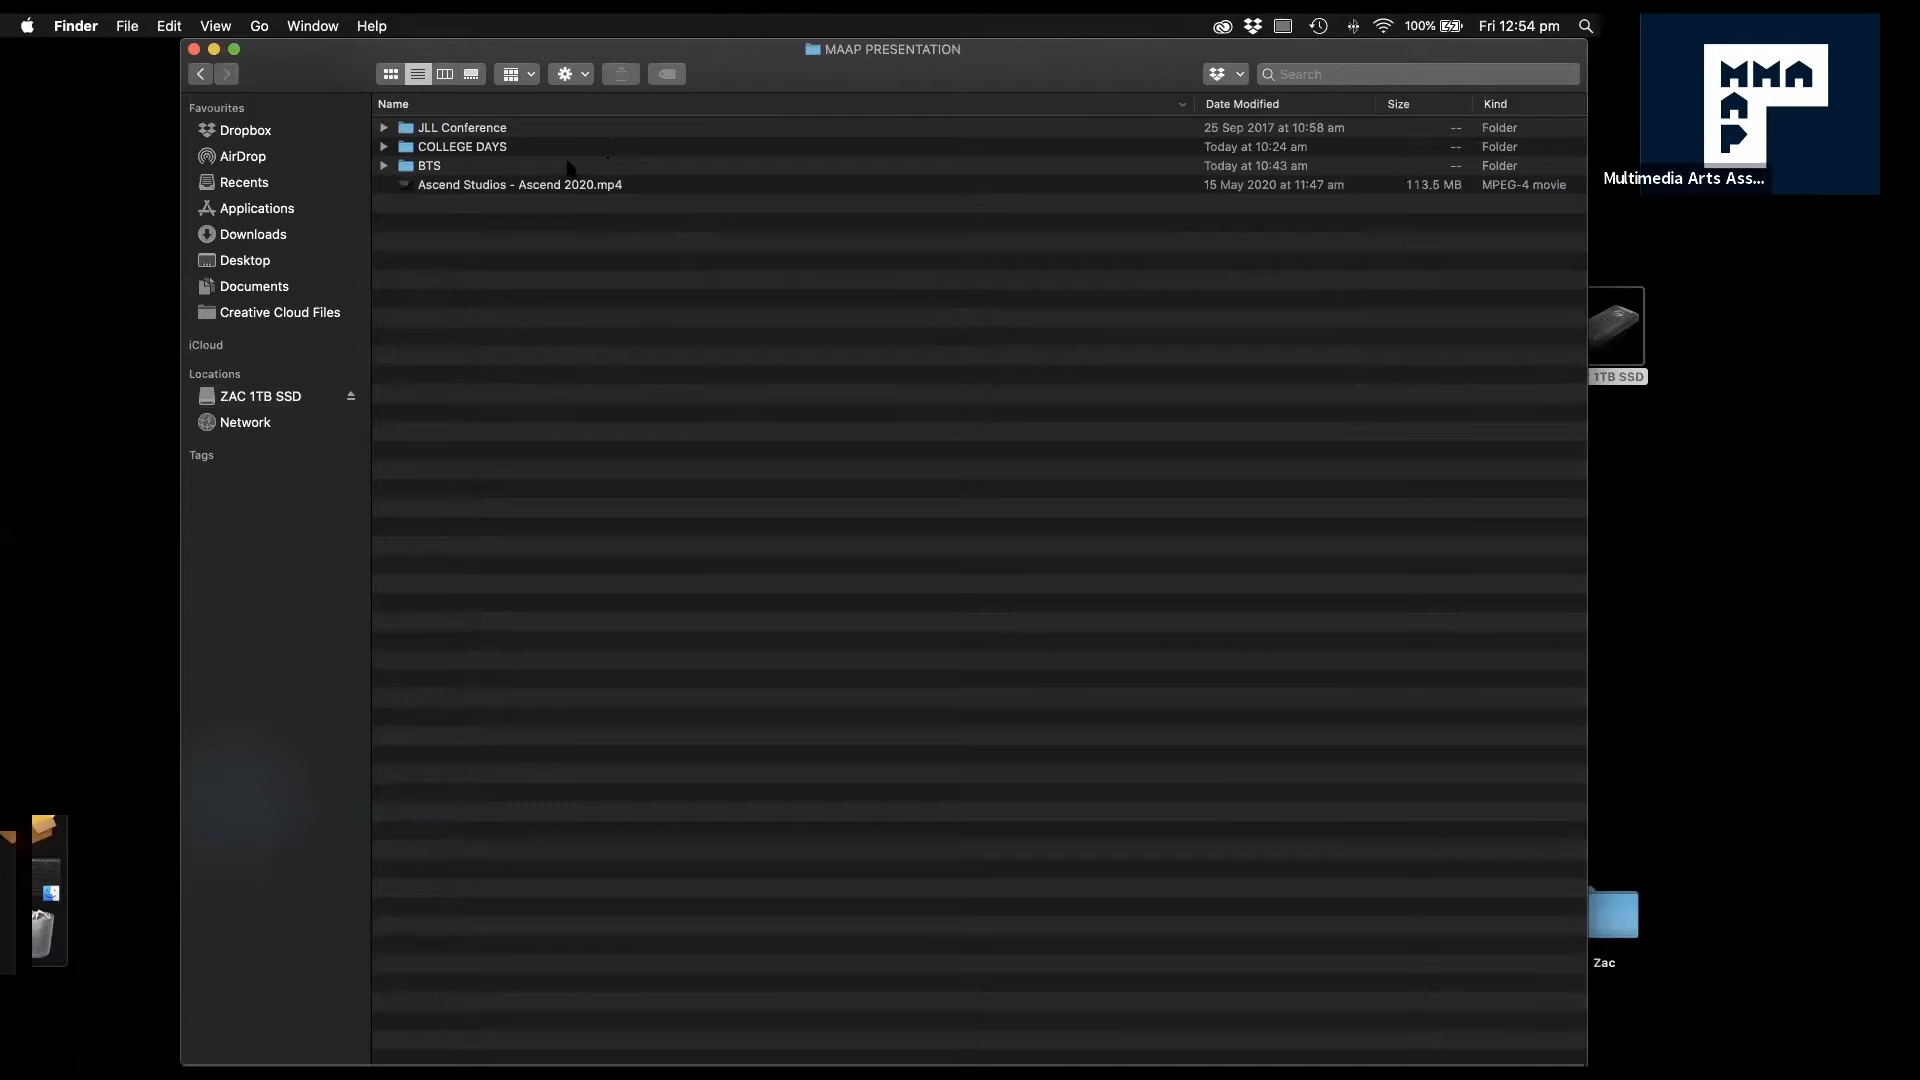 Finder File Edit View Go Window Help 100% Fri 12:54 pm
MAAP PRESENTATION
Search
Favourites
Dropbox
AirDrop
Recents
Applications
Downloads
Desktop
Documents
Creative Cloud Files
iCloud
Locations
ZAC 1TB SSD
Network
Tags
Name Date Modified Size Kind
JLL Conference 25 Sep 2017 at 10:58 am -- Folder
COLLEGE DAYS Today at 10:24 am -- Folder
BTS Today at 10:43 am -- Folder
Ascend Studios - Ascend 2020.mp4 15 May 2020 at 11:47 am 113.5 MB MPEG-4 movie
MMA
A
P
Multimedia Arts Ass...
1TB SSD
Zac